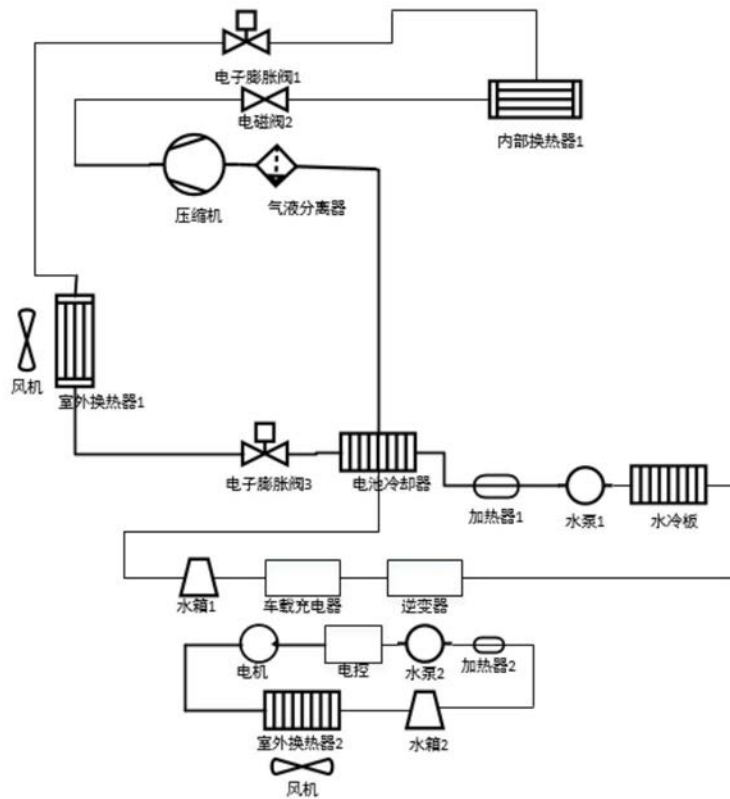 电子膨胀阀1
电磁阀2
内部换热器1
压缩机
气液分离器
风机
室外换热器1
电子膨胀阀3
电池冷却器
加热器1
水泵1
水冷板
水箱1
车载充电器
逆变器
电机
电控
水泵2
加热器2
室外换热器2
水箱2
风机